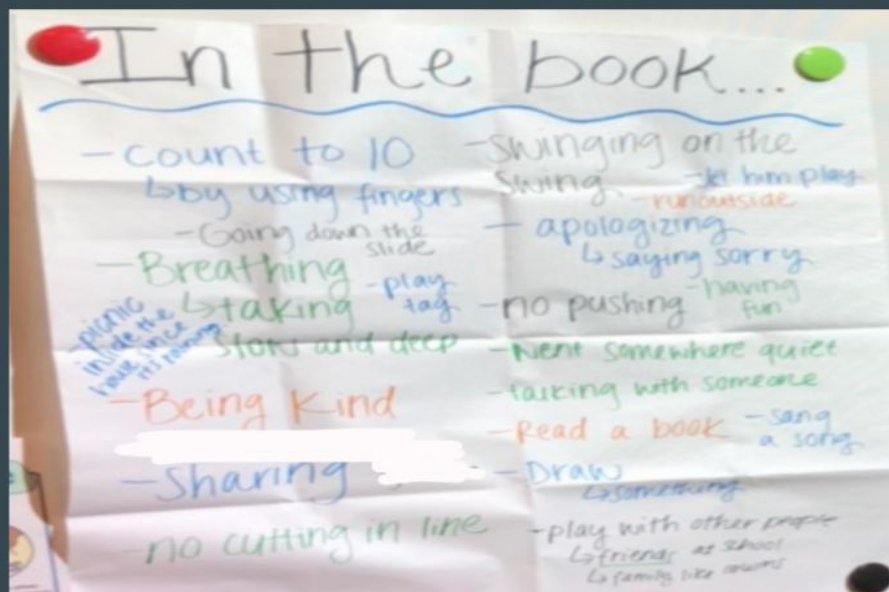 In the book...
- count to 10
↳ by using fingers
- Going down the
slide
- Breathing
↳ taking
slow and deep
- play
tag
- picnic
inside the
house since
it's raining
- Being Kind
- Sharing
- no cutting in line
- Swinging on the
swing
- let him play
- run outside
- apologizing
↳ saying sorry
- no pushing
- having
fun
- Went somewhere quiet
- talking with someone
- Read a book
- sang
a song
- Draw
↳ something
- play with other people
↳ friends at school
↳ family like cousins